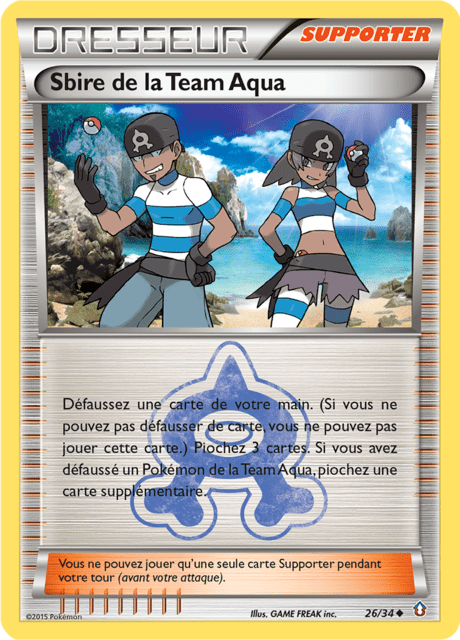 DRESSEUR
SUPPORTER
Sbire de la Team Aqua
Défaussez une carte de votre main. (Si vous ne
pouvez pas défausser de carte, vous ne pouvez pas
jouer cette carte.) Piochez 3 cartes. Si vous avez
défaussé un Pokémon de la Team Aqua, piochez une
carte supplémentaire.
Vous ne pouvez jouer qu'une seule carte Supporter pendant
votre tour (avant votre attaque).
©2015 Pokémon
Illus. GAME FREAK inc.
26/34